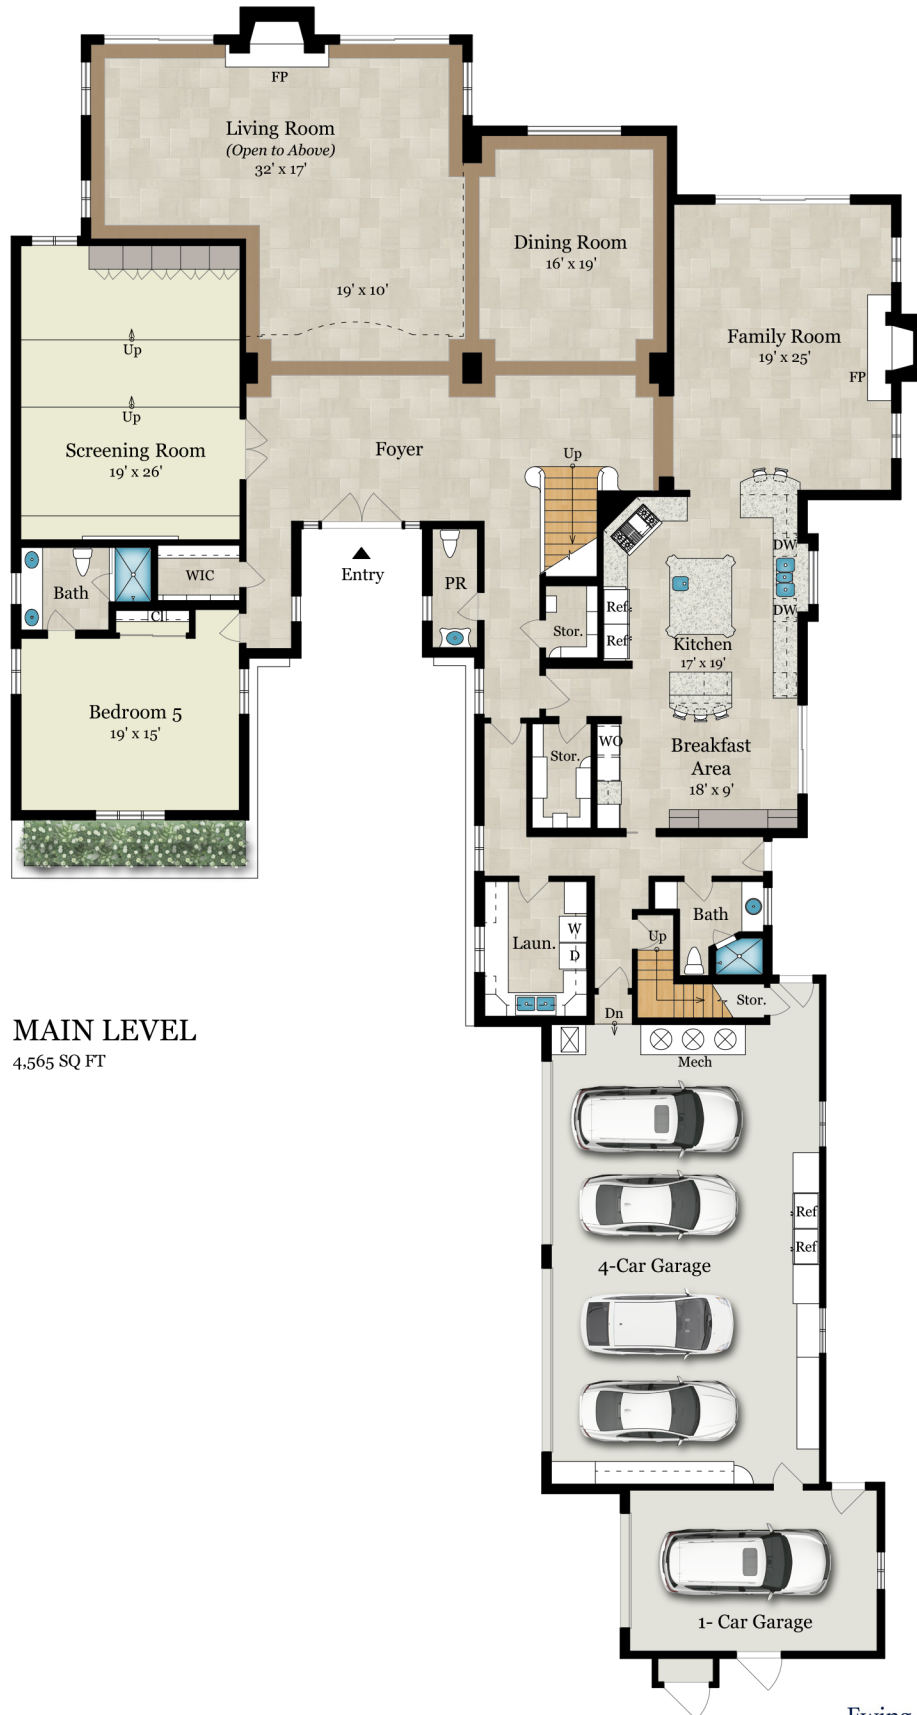 FP
Living Room
(Open to Above)
32' x 17'
Dining Room
16' x 19'
19' x 10'
Family Room
19' x 25'
FP
Up
Up
Screening Room
19' x 26'
Foyer
Up
Entry
WIC
Bath
Cl.
PR
Stor.
Ref.
Ref.
DW
DW
Kitchen
17' x 19'
Bedroom 5
19' x 15'
Stor.
WO
Breakfast
Area
18' x 9'
Bath
Laun.
W
D
Up
Stor.
Dn
Mech
MAIN LEVEL
4,565 SQ FT
Ref
Ref
4-Car Garage
1- Car Garage